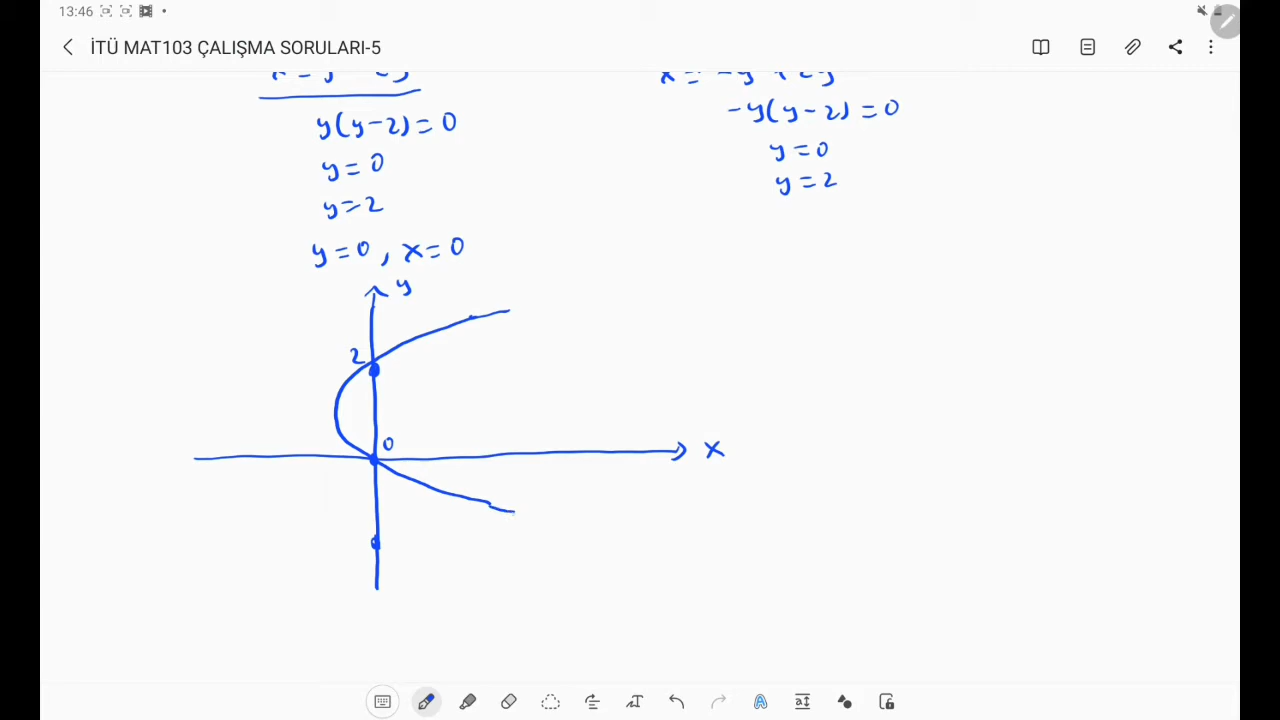 13:46
İTÜ MAT103 ÇALIŞMA SORULARI-5
y(y-2)=0
y=0
y=2
y=0, x=0
-y(y-2)=0
y=0
y=2
y
2
0
x